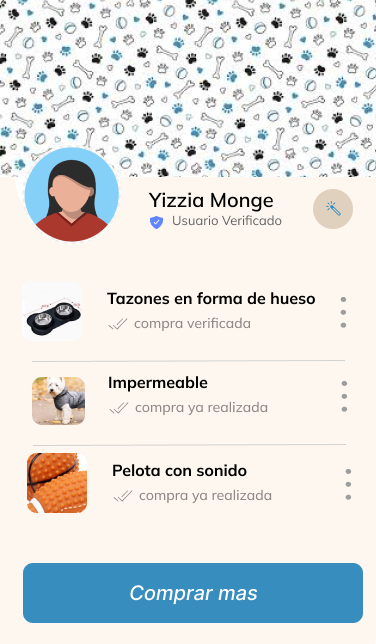 Yizzia Monge
Usuario Verificado
Tazones en forma de hueso
compra verificada
Impermeable
compra ya realizada
Pelota con sonido
compra ya realizada
Comprar mas